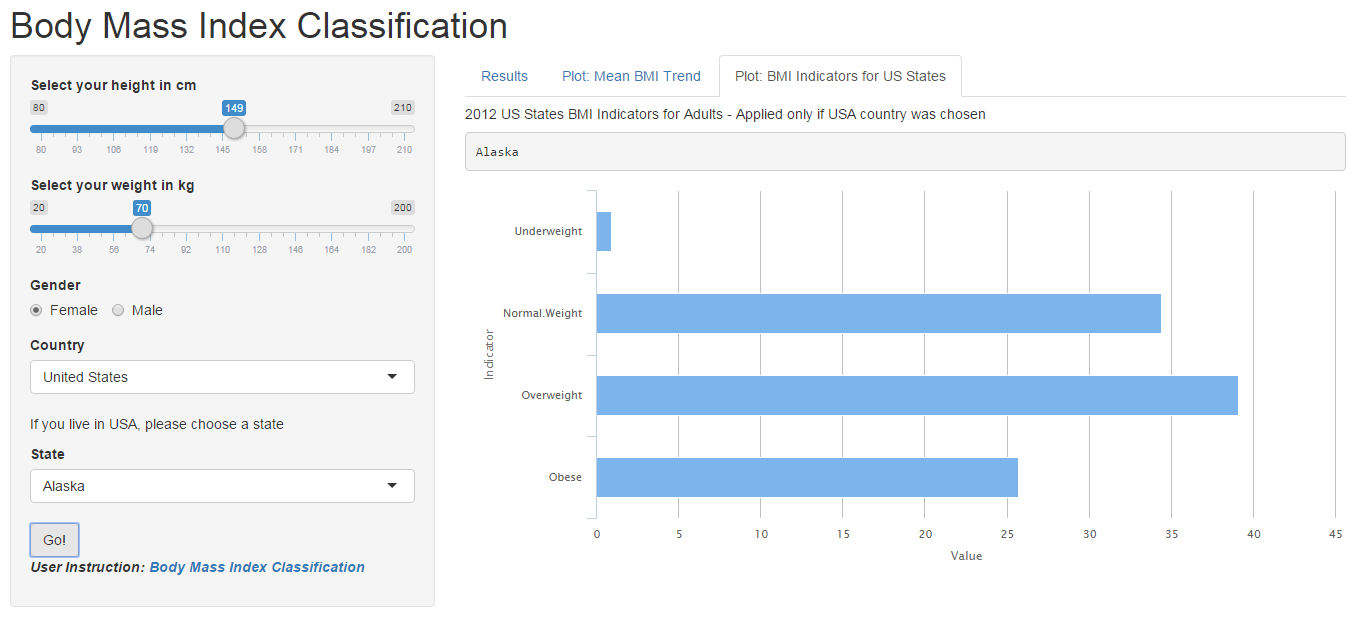 Body Mass Index Classification
Select your height in cm
80 149 210
80 93 106 119 132 145 158 171 184 197 210
Select your weight in kg
20 70 200
20 38 56 74 92 110 128 146 164 182 200
Gender
Female Male
Country
United States
If you live in USA, please choose a state
State
Alaska
Go!
User Instruction: Body Mass Index Classification
Results Plot: Mean BMI Trend Plot: BMI Indicators for US States
2012 US States BMI Indicators for Adults - Applied only if USA country was chosen
Alaska
Indicator
Underweight
Normal.Weight
Overweight
Obese
0 5 10 15 20 25 30 35 40 45
Value